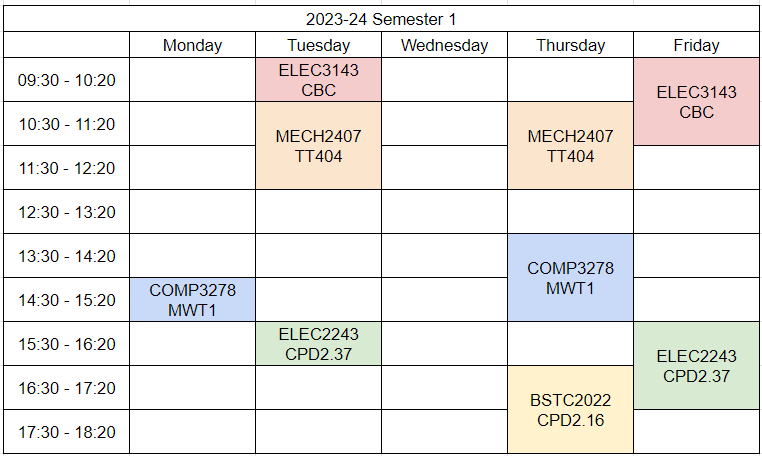 2023-24 Semester 1
Monday Tuesday Wednesday Thursday Friday
09:30 - 10:20
ELEC3143
CBC
ELEC3143
CBC
10:30 - 11:20
MECH2407
TT404
MECH2407
TT404
11:30 - 12:20
12:30 - 13:20
13:30 - 14:20
COMP3278
MWT1
14:30 - 15:20
COMP3278
MWT1
15:30 - 16:20
ELEC2243
CPD2.37
ELEC2243
CPD2.37
16:30 - 17:20
BSTC2022
CPD2.16
17:30 - 18:20